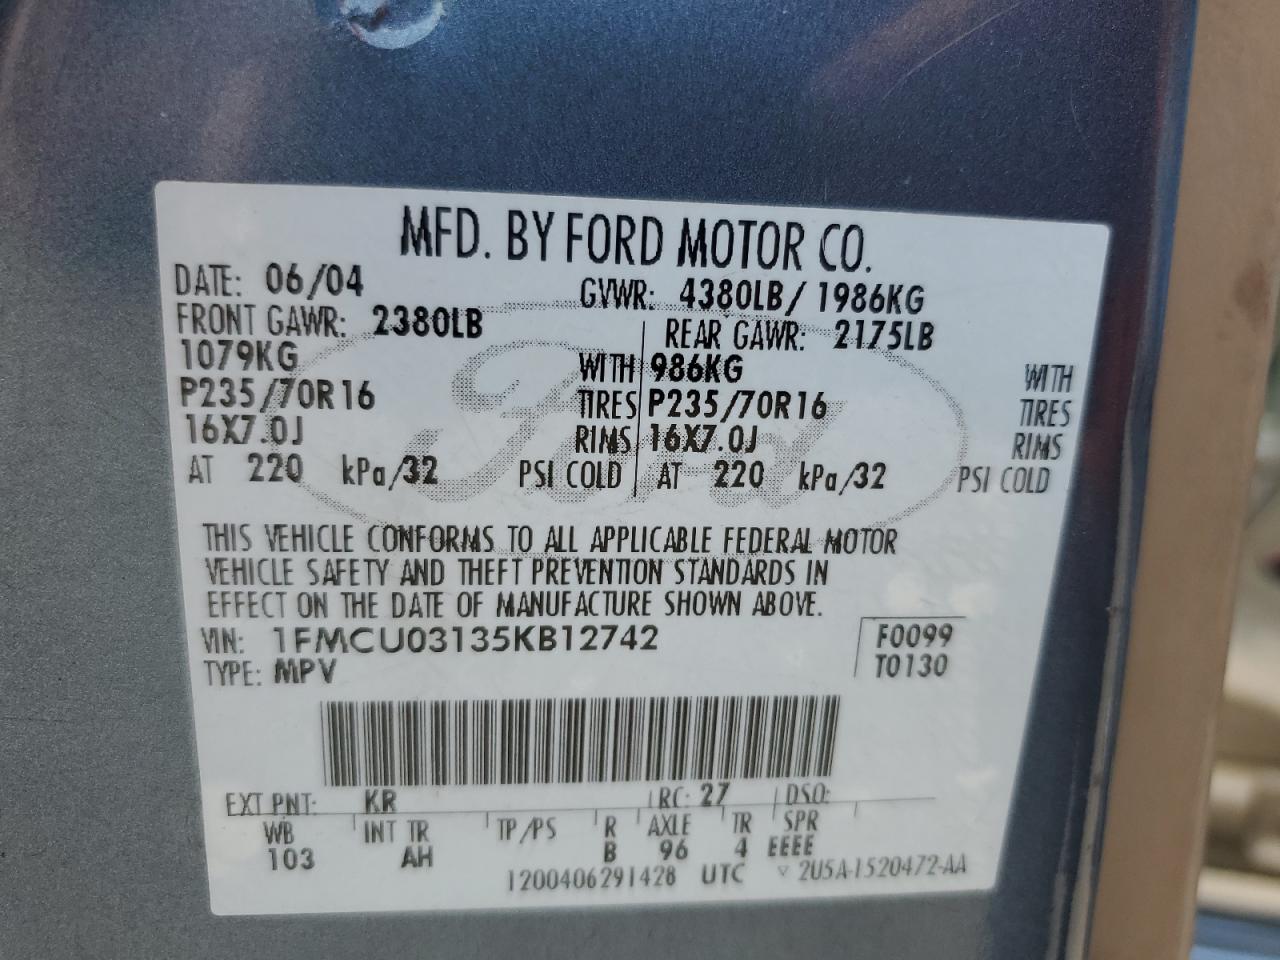 MFD. BY FORD MOTOR CO.
DATE: 06/04 GVWR: 4380LB/1986KG
FRONT GAWR: 2380LB REAR GAWR: 2175LB
1079KG WITH 986KG WITH
P235/70R16 TIRES P235/70R16 TIRES
16X7.0J RIMS 16X7.0J RIMS
AT 220 kPa/32 PSI COLD AT 220 kPa/32 PSI COLD
Ford
THIS VEHICLE CONFORMS TO ALL APPLICABLE FEDERAL MOTOR
VEHICLE SAFETY AND THEFT PREVENTION STANDARDS IN
EFFECT ON THE DATE OF MANUFACTURE SHOWN ABOVE.
VIN: 1FMCU03135KB12742 F0099
TYPE: MPV T0130
EXT PNT: KR RC: 27 DSO:
WB INT TR TP/PS R AXLE TR SPR
103 AH B 96 4 EEEE
1200406291428 UTC ▽ 2U5A-1520472-AA